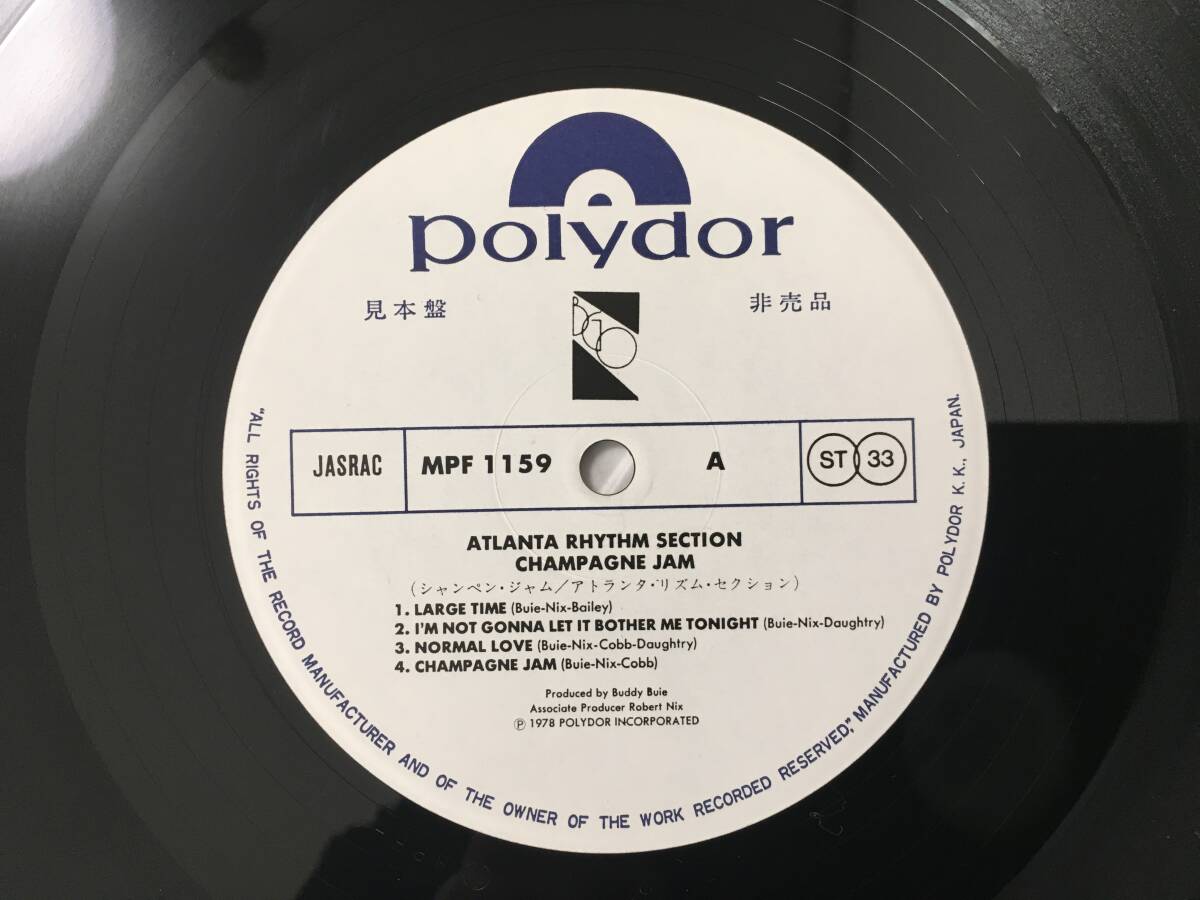 polydor
見本盤
非売品
BGO
JASRAC
MPF 1159
A
ST 33
ATLANTA RHYTHM SECTION
CHAMPAGNE JAM
(シャンペン・ジャム/アトランタ・リズム・セクション)
1. LARGE TIME (Buie-Nix-Bailey)
2. I'M NOT GONNA LET IT BOTHER ME TONIGHT (Buie-Nix-Daughtry)
3. NORMAL LOVE (Buie-Nix-Cobb-Daughtry)
4. CHAMPAGNE JAM (Buie-Nix-Cobb)
Produced by Buddy Buie
Associate Producer Robert Nix
Ⓟ 1978 POLYDOR INCORPORATED
"ALL RIGHTS OF THE RECORD MANUFACTURER AND OF THE OWNER OF THE WORK RECORDED RESERVED," MANUFACTURED BY POLYDOR K.K., JAPAN.